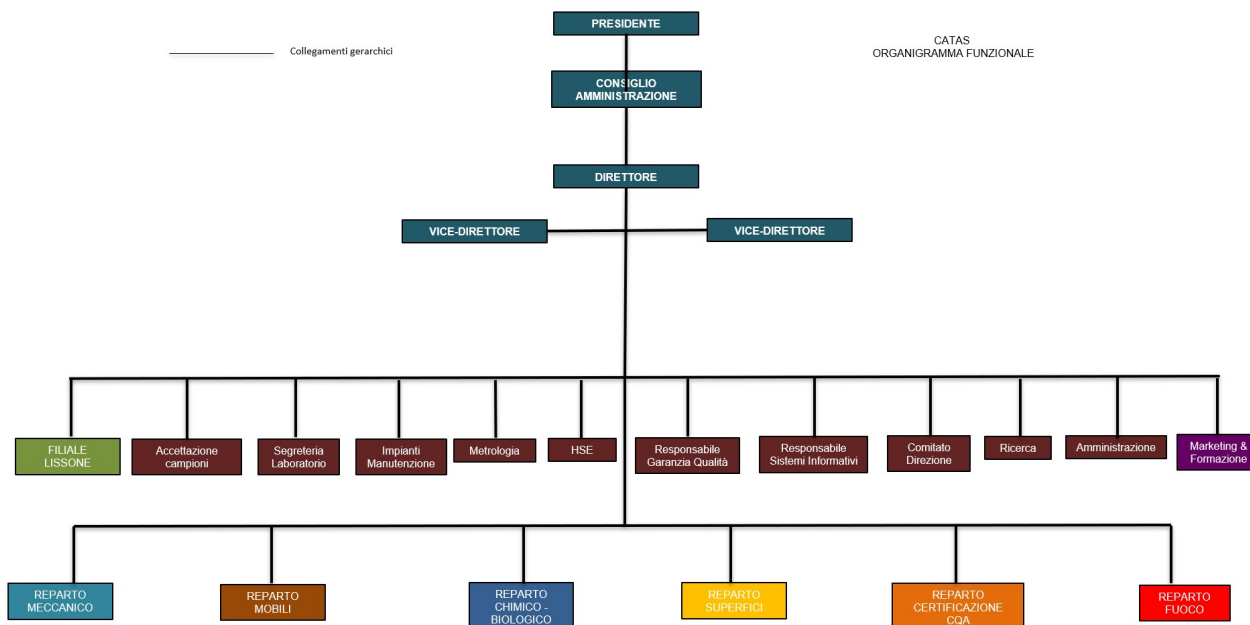 PRESIDENTE
Collegamenti gerarchici
CATAS
ORGANIGRAMMA FUNZIONALE
CONSIGLIO
AMMINISTRAZIONE
DIRETTORE
VICE-DIRETTORE
VICE-DIRETTORE
FILIALE
LISSONE
Accettazione
campioni
Segreteria
Laboratorio
Impianti
Manutenzione
Metrologia
HSE
Responsabile
Garanzia Qualità
Responsabile
Sistemi Informativi
Comitato
Direzione
Ricerca
Amministrazione
Marketing &
Formazione
REPARTO
MECCANICO
REPARTO
MOBILI
REPARTO
CHIMICO -
BIOLOGICO
REPARTO
SUPERFICI
REPARTO
CERTIFICAZIONE
CQA
REPARTO
FUOCO